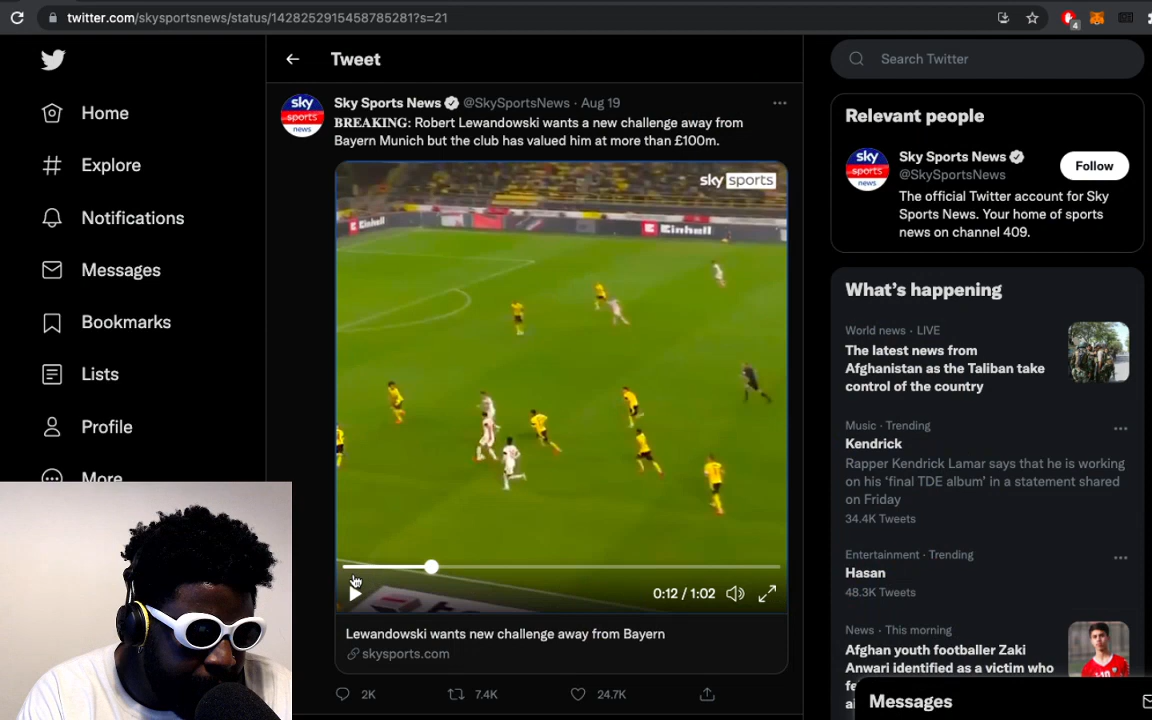 twitter.com/skysportsnews/status/1428252915458785281?s=21
4
Home
Explore
Notifications
Messages
Bookmarks
Lists
Profile
More
Tweet
sky sports news
Sky Sports News @SkySportsNews · Aug 19
BREAKING: Robert Lewandowski wants a new challenge away from
Bayern Munich but the club has valued him at more than £100m.
sky sports
Einhell
Einhell
0:12 / 1:02
Lewandowski wants new challenge away from Bayern
skysports.com
2K
7.4K
24.7K
Search Twitter
Relevant people
sky sports news
Sky Sports News
@SkySportsNews
Follow
The official Twitter account for Sky
Sports News. Your home of sports
news on channel 409.
What's happening
World news · LIVE
The latest news from
Afghanistan as the Taliban take
control of the country
Music · Trending
Kendrick
Rapper Kendrick Lamar says that he is working
on his 'final TDE album' in a statement shared
on Friday
34.4K Tweets
Entertainment · Trending
Hasan
48.3K Tweets
News · This morning
Afghan youth footballer Zaki
Anwari identified as a victim who
Messages